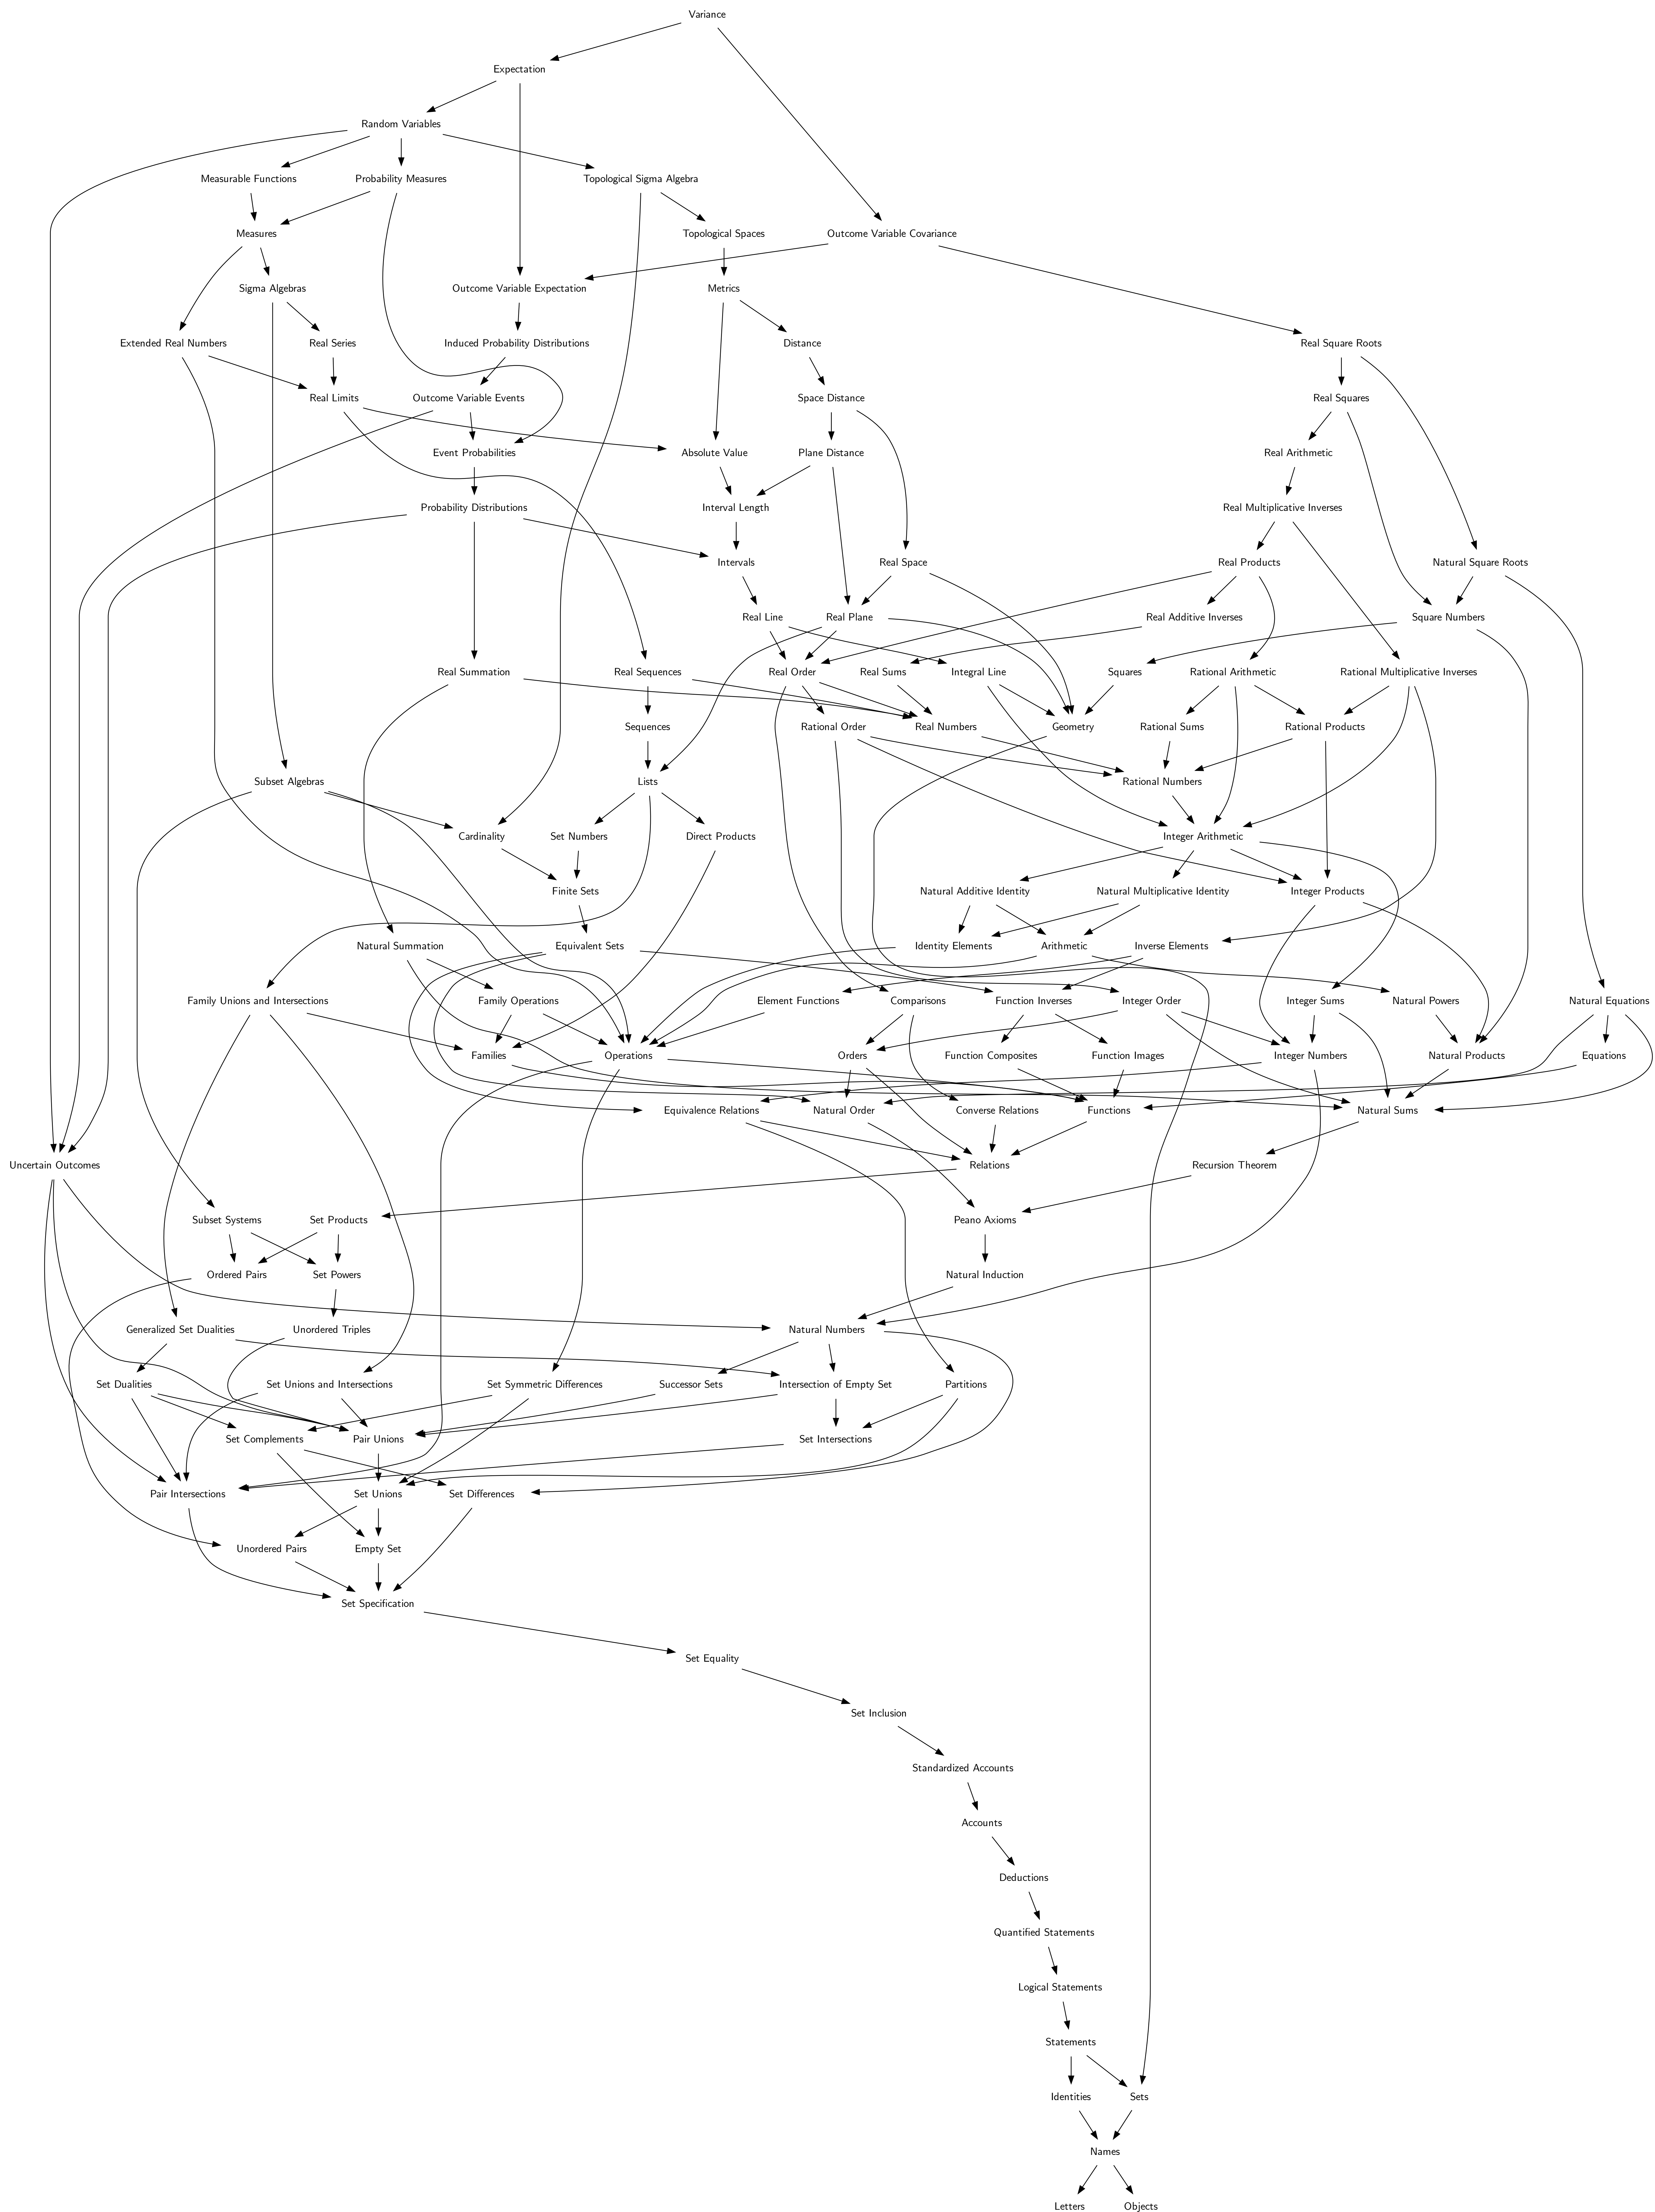 Variance
Expectation
Random Variables
Measurable Functions
Probability Measures
Topological Sigma Algebra
Measures
Topological Spaces
Outcome Variable Covariance
Sigma Algebras
Outcome Variable Expectation
Metrics
Extended Real Numbers
Real Series
Induced Probability Distributions
Distance
Real Square Roots
Real Limits
Outcome Variable Events
Space Distance
Real Squares
Event Probabilities
Absolute Value
Plane Distance
Real Arithmetic
Probability Distributions
Interval Length
Real Multiplicative Inverses
Intervals
Real Space
Real Products
Natural Square Roots
Real Line
Real Plane
Real Additive Inverses
Square Numbers
Real Summation
Real Sequences
Real Order
Real Sums
Integral Line
Squares
Rational Arithmetic
Rational Multiplicative Inverses
Sequences
Rational Order
Real Numbers
Geometry
Rational Sums
Rational Products
Subset Algebras
Lists
Rational Numbers
Cardinality
Set Numbers
Direct Products
Integer Arithmetic
Finite Sets
Natural Additive Identity
Natural Multiplicative Identity
Integer Products
Natural Summation
Equivalent Sets
Identity Elements
Arithmetic
Inverse Elements
Family Unions and Intersections
Family Operations
Element Functions
Comparisons
Function Inverses
Integer Order
Integer Sums
Natural Powers
Natural Equations
Families
Operations
Orders
Function Composites
Function Images
Integer Numbers
Natural Products
Equations
Equivalence Relations
Natural Order
Converse Relations
Functions
Natural Sums
Uncertain Outcomes
Relations
Recursion Theorem
Subset Systems
Set Products
Peano Axioms
Ordered Pairs
Set Powers
Natural Induction
Generalized Set Dualities
Unordered Triples
Natural Numbers
Set Dualities
Set Unions and Intersections
Set Symmetric Differences
Successor Sets
Intersection of Empty Set
Partitions
Set Complements
Pair Unions
Set Intersections
Pair Intersections
Set Unions
Set Differences
Unordered Pairs
Empty Set
Set Specification
Set Equality
Set Inclusion
Standardized Accounts
Accounts
Deductions
Quantified Statements
Logical Statements
Statements
Identities
Sets
Names
Letters
Objects